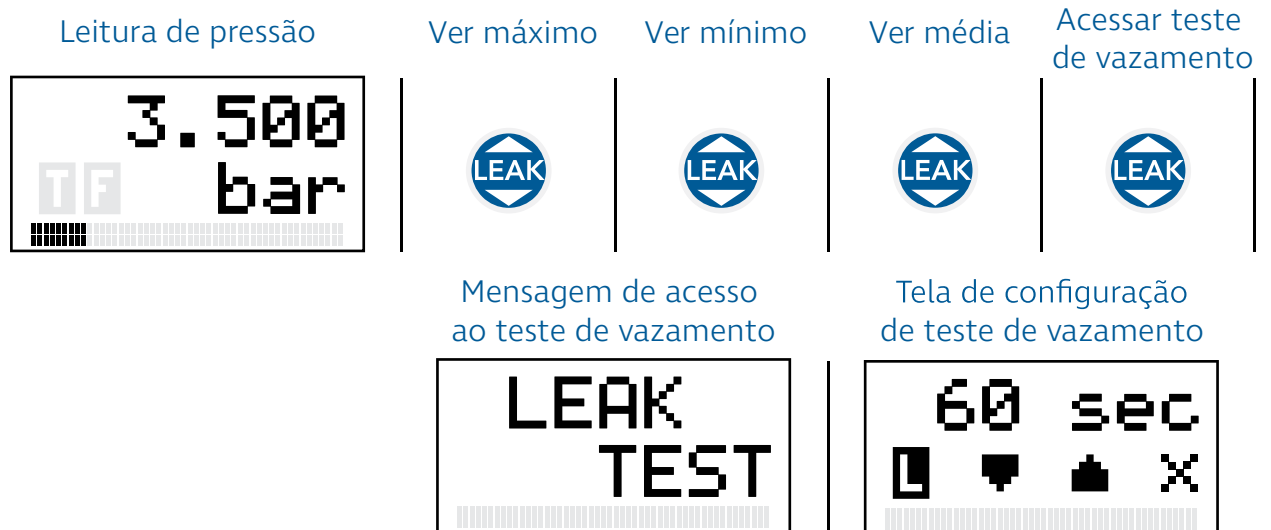 Leitura de pressão
Ver máximo
Ver mínimo
Ver média
Acessar teste
de vazamento
3.500
T F bar
LEAK
LEAK
LEAK
LEAK
Mensagem de acesso
ao teste de vazamento
Tela de configuração
de teste de vazamento
LEAK
TEST
60 sec
L X